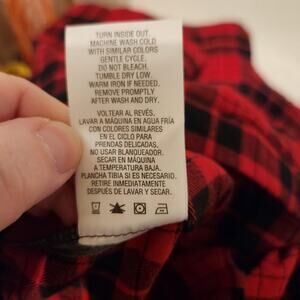 TURN INSIDE OUT.
MACHINE WASH COLD
WITH SIMILAR COLORS
GENTLE CYCLE.
DO NOT BLEACH.
TUMBLE DRY LOW.
WARM IRON IF NEEDED.
REMOVE PROMPTLY
AFTER WASH AND DRY.
VOLTEAR AL REVÉS.
LAVAR A MÁQUINA EN AGUA FRÍA
CON COLORES SIMILARES
EN EL CICLO PARA
PRENDAS DELICADAS,
NO USAR BLANQUEADOR.
SECAR EN MÁQUINA
A TEMPERATURA BAJA.
PLANCHA TIBIA SI ES NECESARIO.
RETIRE INMEDIATAMENTE
DESPUÉS DE LAVAR Y SECAR.